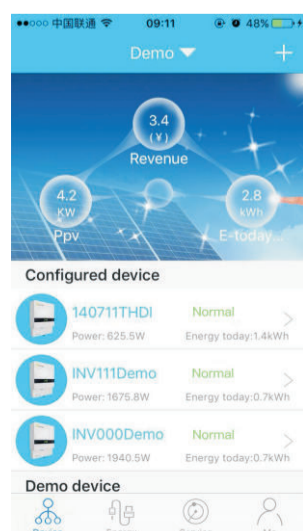 中国联通 09:11 48%
Demo
3.4
(¥)
Revenue
4.2
KW
Ppv
2.8
kWh
E-today...
Configured device
140711THDI Normal
Power: 625.5W Energy today:1.4kWh
INV111Demo Normal
Power: 1675.8W Energy today:0.7kWh
INV000Demo Normal
Power: 1940.5W Energy today:0.7kWh
Demo device